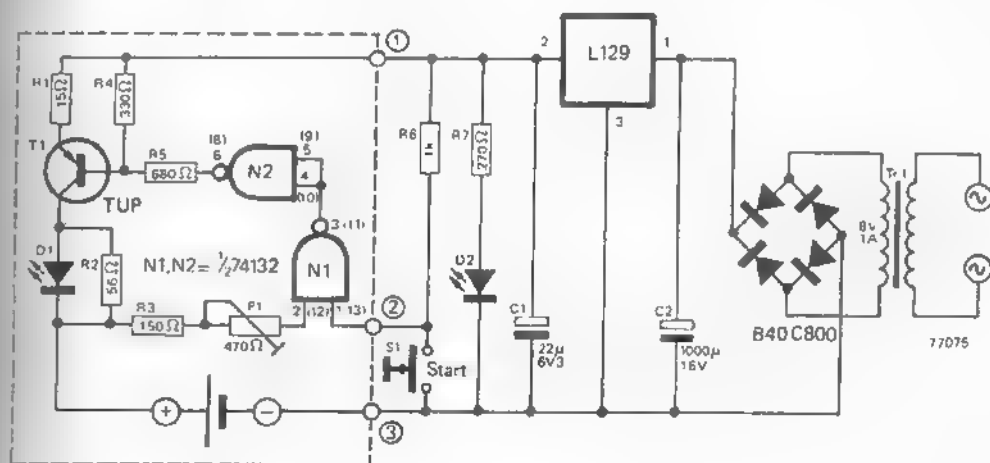 1
R1
15Ω
R4
330Ω
T1
TUP
R5
680Ω
(8)
6
N2
(9)
5
4
(10)
3 (11)
N1
2 (12) 1 (13)
N1,N2 = ½74132
D1
R2
56Ω
R3
150Ω
P1
470Ω
+
−
2
3
S1
Start
R6
1k
R7
270Ω
D2
C1
22µ
6V3
2
L129
1
3
C2
1000µ
16V
B40C800
Tr1
8V
1A
77075